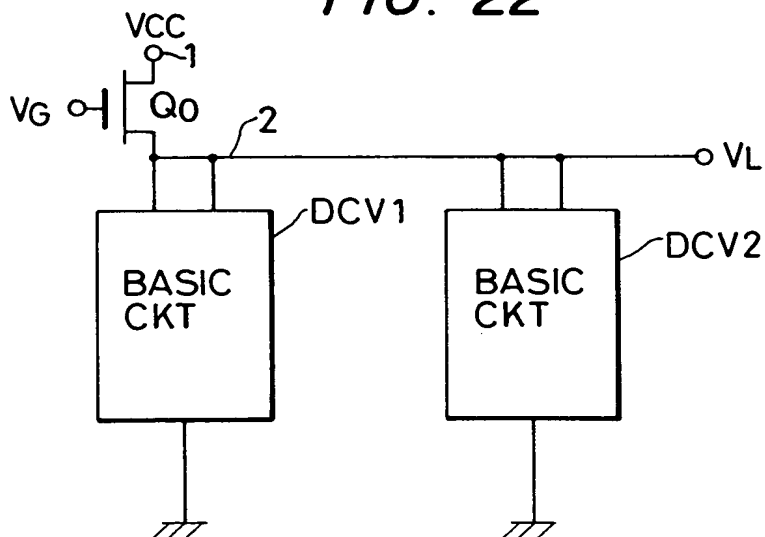 FIG. 22
VCC
1
VG
Q0
2
VL
DCV1
DCV2
BASIC
CKT
BASIC
CKT